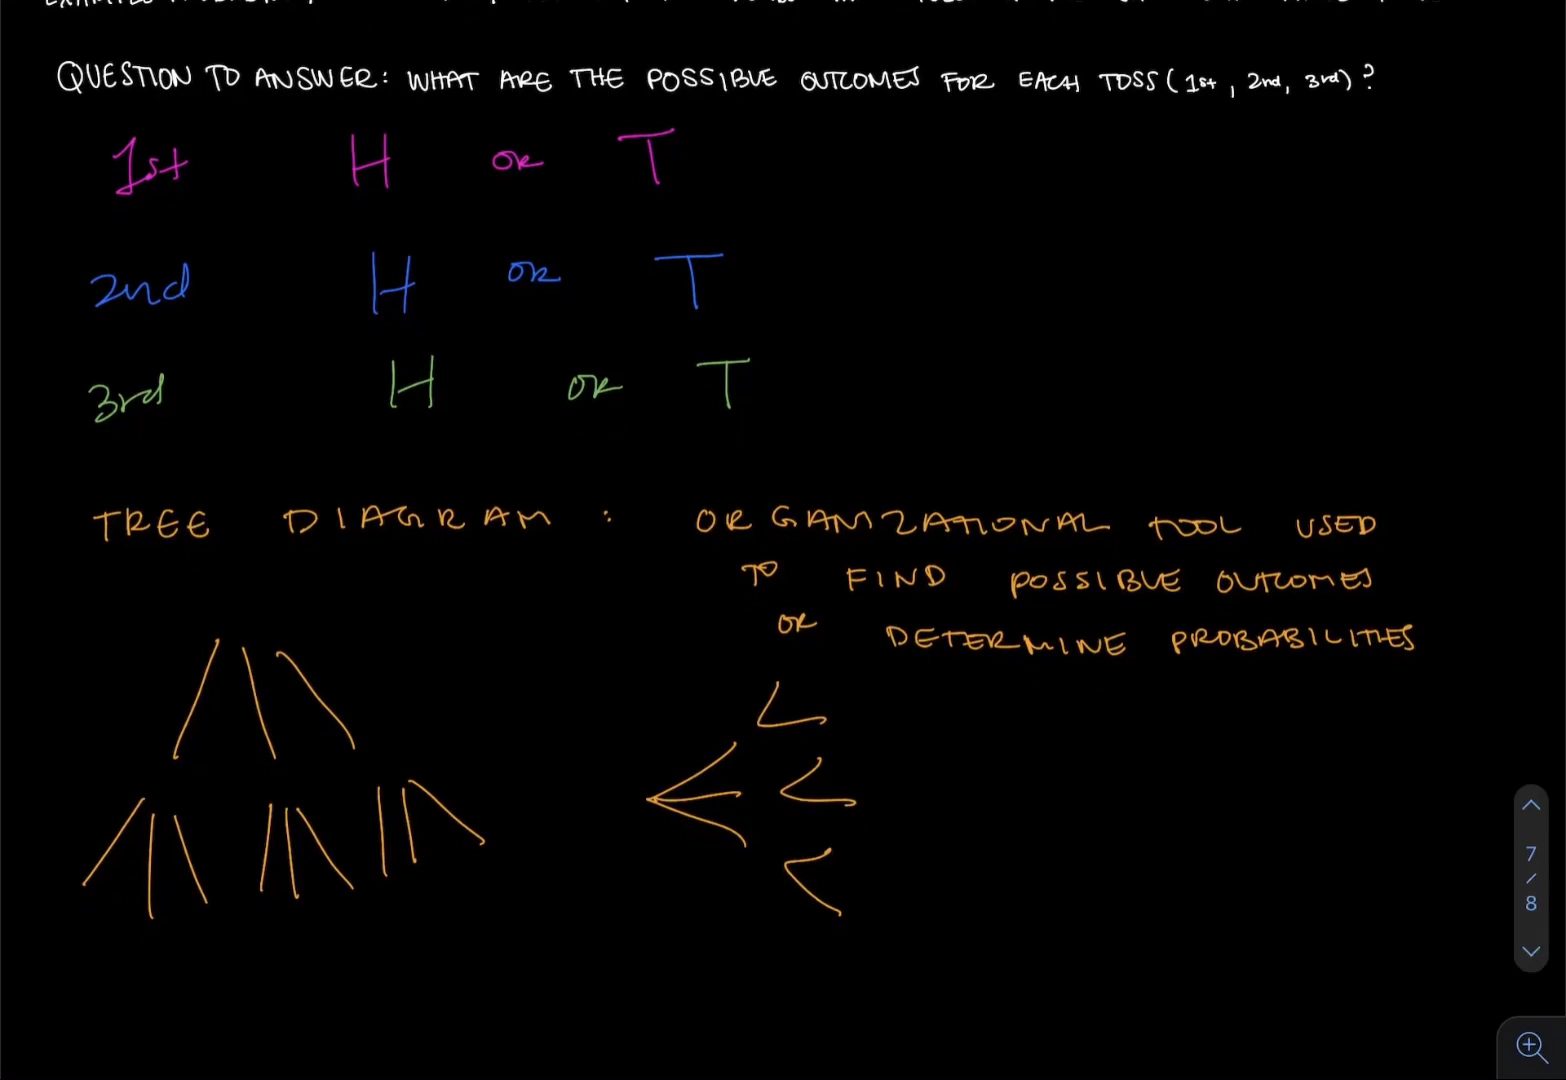 QUESTION TO ANSWER: WHAT ARE THE POSSIBLE OUTCOMES FOR EACH TOSS (1st, 2nd, 3rd)?
1st H OR T
2nd H OR T
3rd H OR T
TREE DIAGRAM: ORGANIZATIONAL TOOL USED
TO FIND POSSIBLE OUTCOMES
OR DETERMINE PROBABILITIES
7
/
8